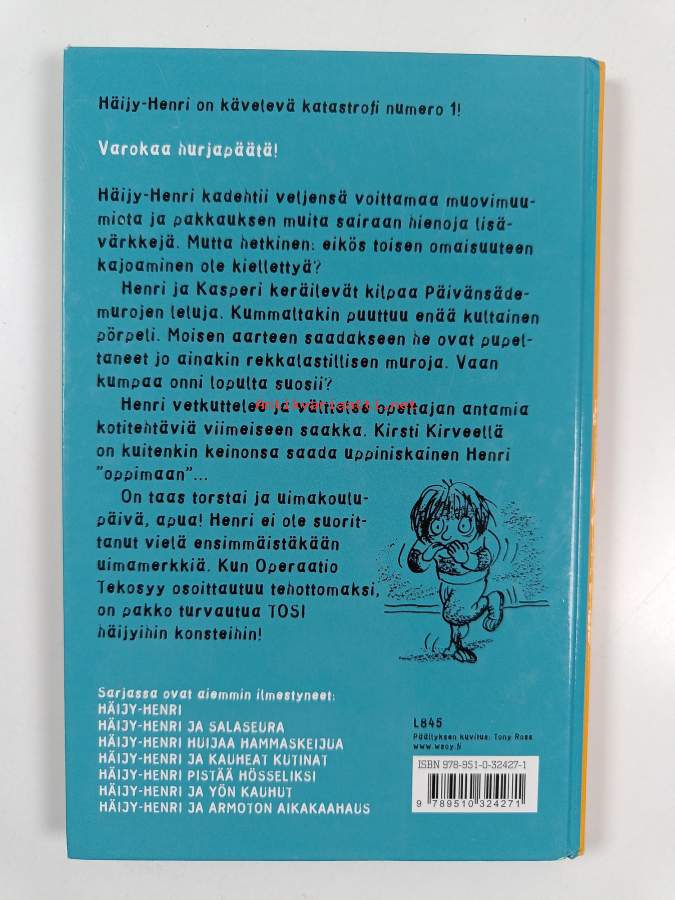 Häijy-Henri on kävelevä katastrofi numero 1!
Varokaa hurjapäätä!
Häijy-Henri kadehtii veljensä voittamaa muovimuu-
miota ja pakkauksen muita sairaan hienoja lisä-
värkkejä. Mutta hetkinen: eikös toisen omaisuuteen
kajoaminen ole kiellettyä?
Henri ja Kasperi keräilevät kilpaa Päivänsäde-
murojen leluja. Kummaltakin puuttuu enää kultainen
pörpeli. Moisen aarteen saadakseen he ovat pupel-
taneet jo ainakin rekkalastillisen muroja. Vaan
kumpaa onni lopulta suosii?
Henri vetkuttelee ja välttelee opettajan antamia
antikvariaatti.net
kotitehtäviä viimeiseen saakka. Kirsti Kirveellä
on kuitenkin keinonsa saada uppiniskainen Henri
"oppimaan"...
On taas torstai ja uimakoulu-
päivä, apua! Henri ei ole suorit-
tanut vielä ensimmäistäkään
uimamerkkiä. Kun Operaatio
Tekosyy osoittautuu tehottomaksi,
on pakko turvautua TOSI
häijyihin konsteihin!
Sarjassa ovat aiemmin ilmestyneet:
HÄIJY-HENRI
HÄIJY-HENRI JA SALASEURA
HÄIJY-HENRI HUIJAA HAMMASKEIJUA
HÄIJY-HENRI JA KAUHEAT KUTINAT
HÄIJY-HENRI PISTÄÄ HÖSSELIKSI
HÄIJY-HENRI JA YÖN KAUHUT
HÄIJY-HENRI JA ARMOTON AIKAKAAHAUS
L845
Päällyksen kuvitus: Tony Ross
www.wsoy.fi
ISBN 978-951-0-32427-1
9 789510 324271